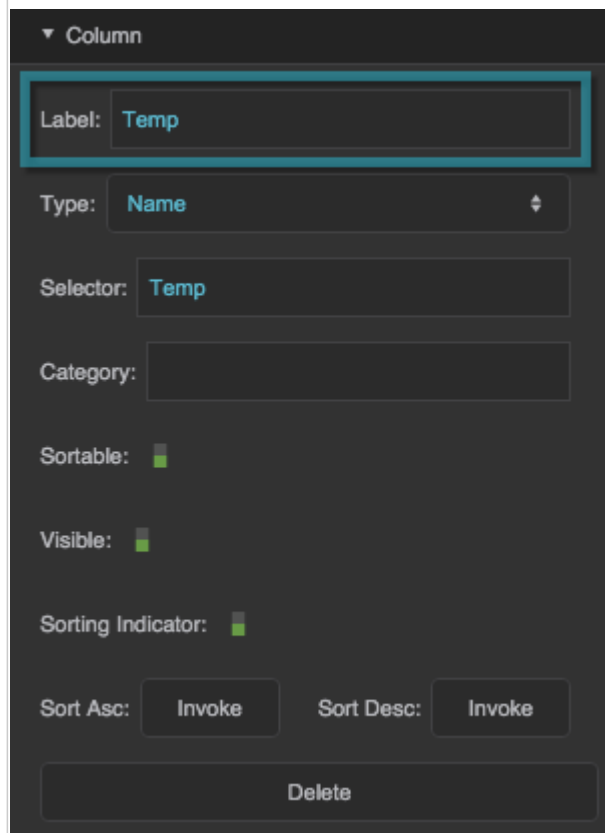 Column
Label: Temp
Type: Name
Selector: Temp
Category:
Sortable:
Visible:
Sorting Indicator:
Sort Asc: Invoke Sort Desc: Invoke
Delete